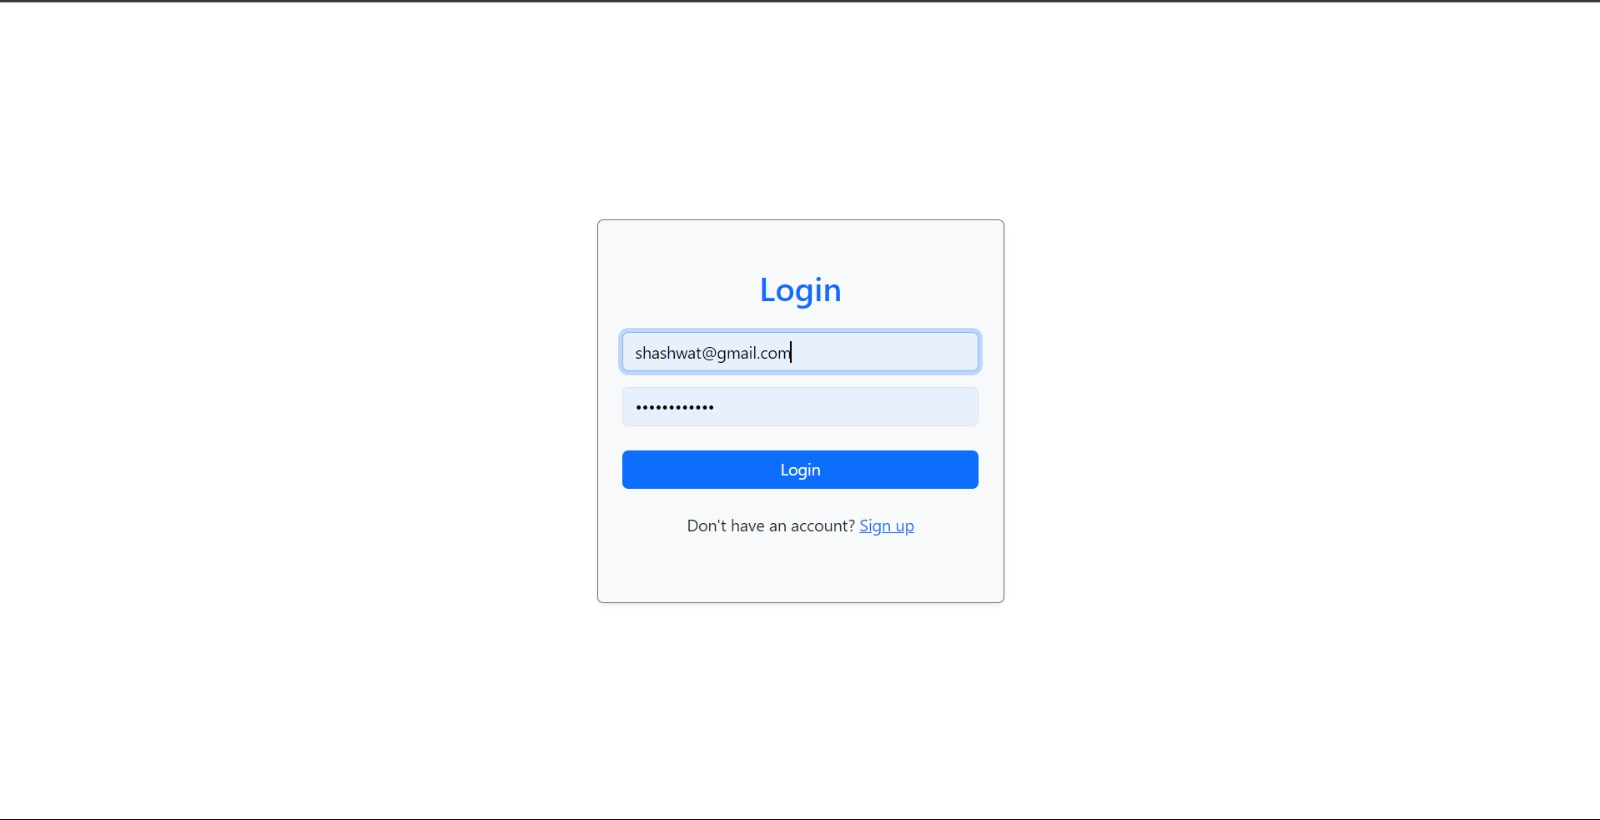 Login
shashwat@gmail.com
••••••••••••
Login
Don't have an account? Sign up